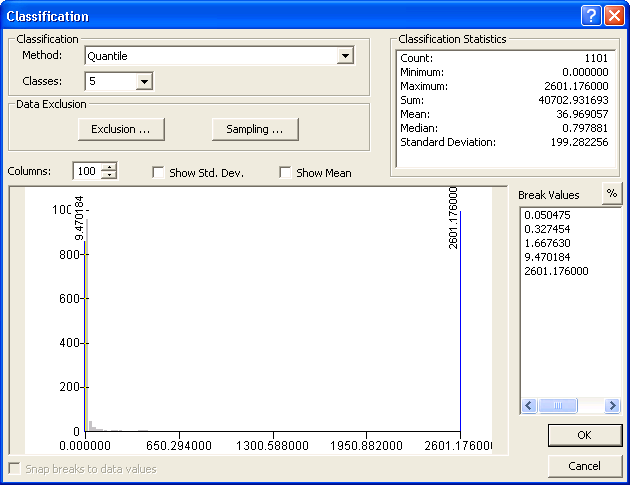 Classification
Classification
Method: Quantile
Classes: 5
Data Exclusion
Exclusion ...
Sampling ...
Classification Statistics
Count: 1101
Minimum: 0.000000
Maximum: 2601.176000
Sum: 40702.931693
Mean: 36.969057
Median: 0.797881
Standard Deviation: 199.282256
Columns: 100
Show Std. Dev.
Show Mean
Break Values
%
0.050475
0.327454
1.667630
9.470184
2601.176000
9.470184
2601.176000
100
800
600
400
200
0
0.000000 650.294000 1300.588000 1950.882000 2601.176000
Snap breaks to data values
OK
Cancel